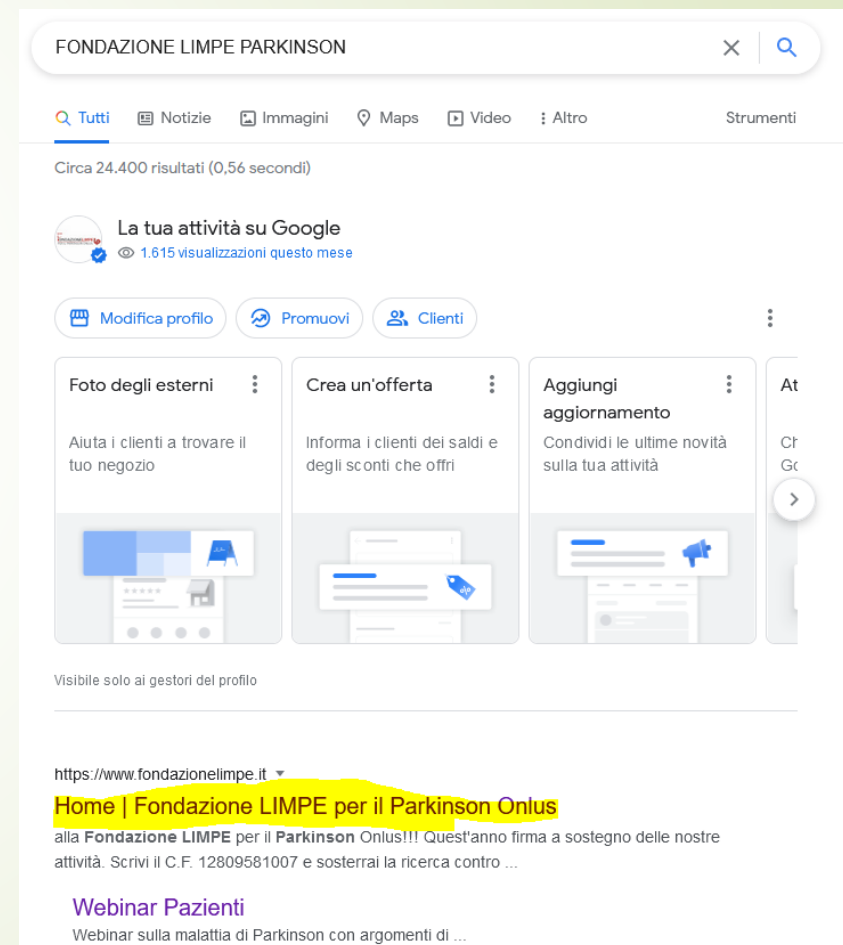 FONDAZIONE LIMPE PARKINSON
Tutti Notizie Immagini Maps Video Altro Strumenti
Circa 24.400 risultati (0,56 secondi)
La tua attività su Google
1.615 visualizzazioni questo mese
Modifica profilo Promuovi Clienti
Foto degli esterni
Aiuta i clienti a trovare il
tuo negozio
Crea un'offerta
Informa i clienti dei saldi e
degli sconti che offri
Aggiungi
aggiornamento
Condividi le ultime novità
sulla tua attività
At
Ch
Go
Visibile solo ai gestori del profilo
https://www.fondazionelimpe.it
Home | Fondazione LIMPE per il Parkinson Onlus
alla Fondazione LIMPE per il Parkinson Onlus!!! Quest'anno firma a sostegno delle nostre
attività. Scrivi il C.F. 12809581007 e sosterrai la ricerca contro ...
Webinar Pazienti
Webinar sulla malattia di Parkinson con argomenti di ...